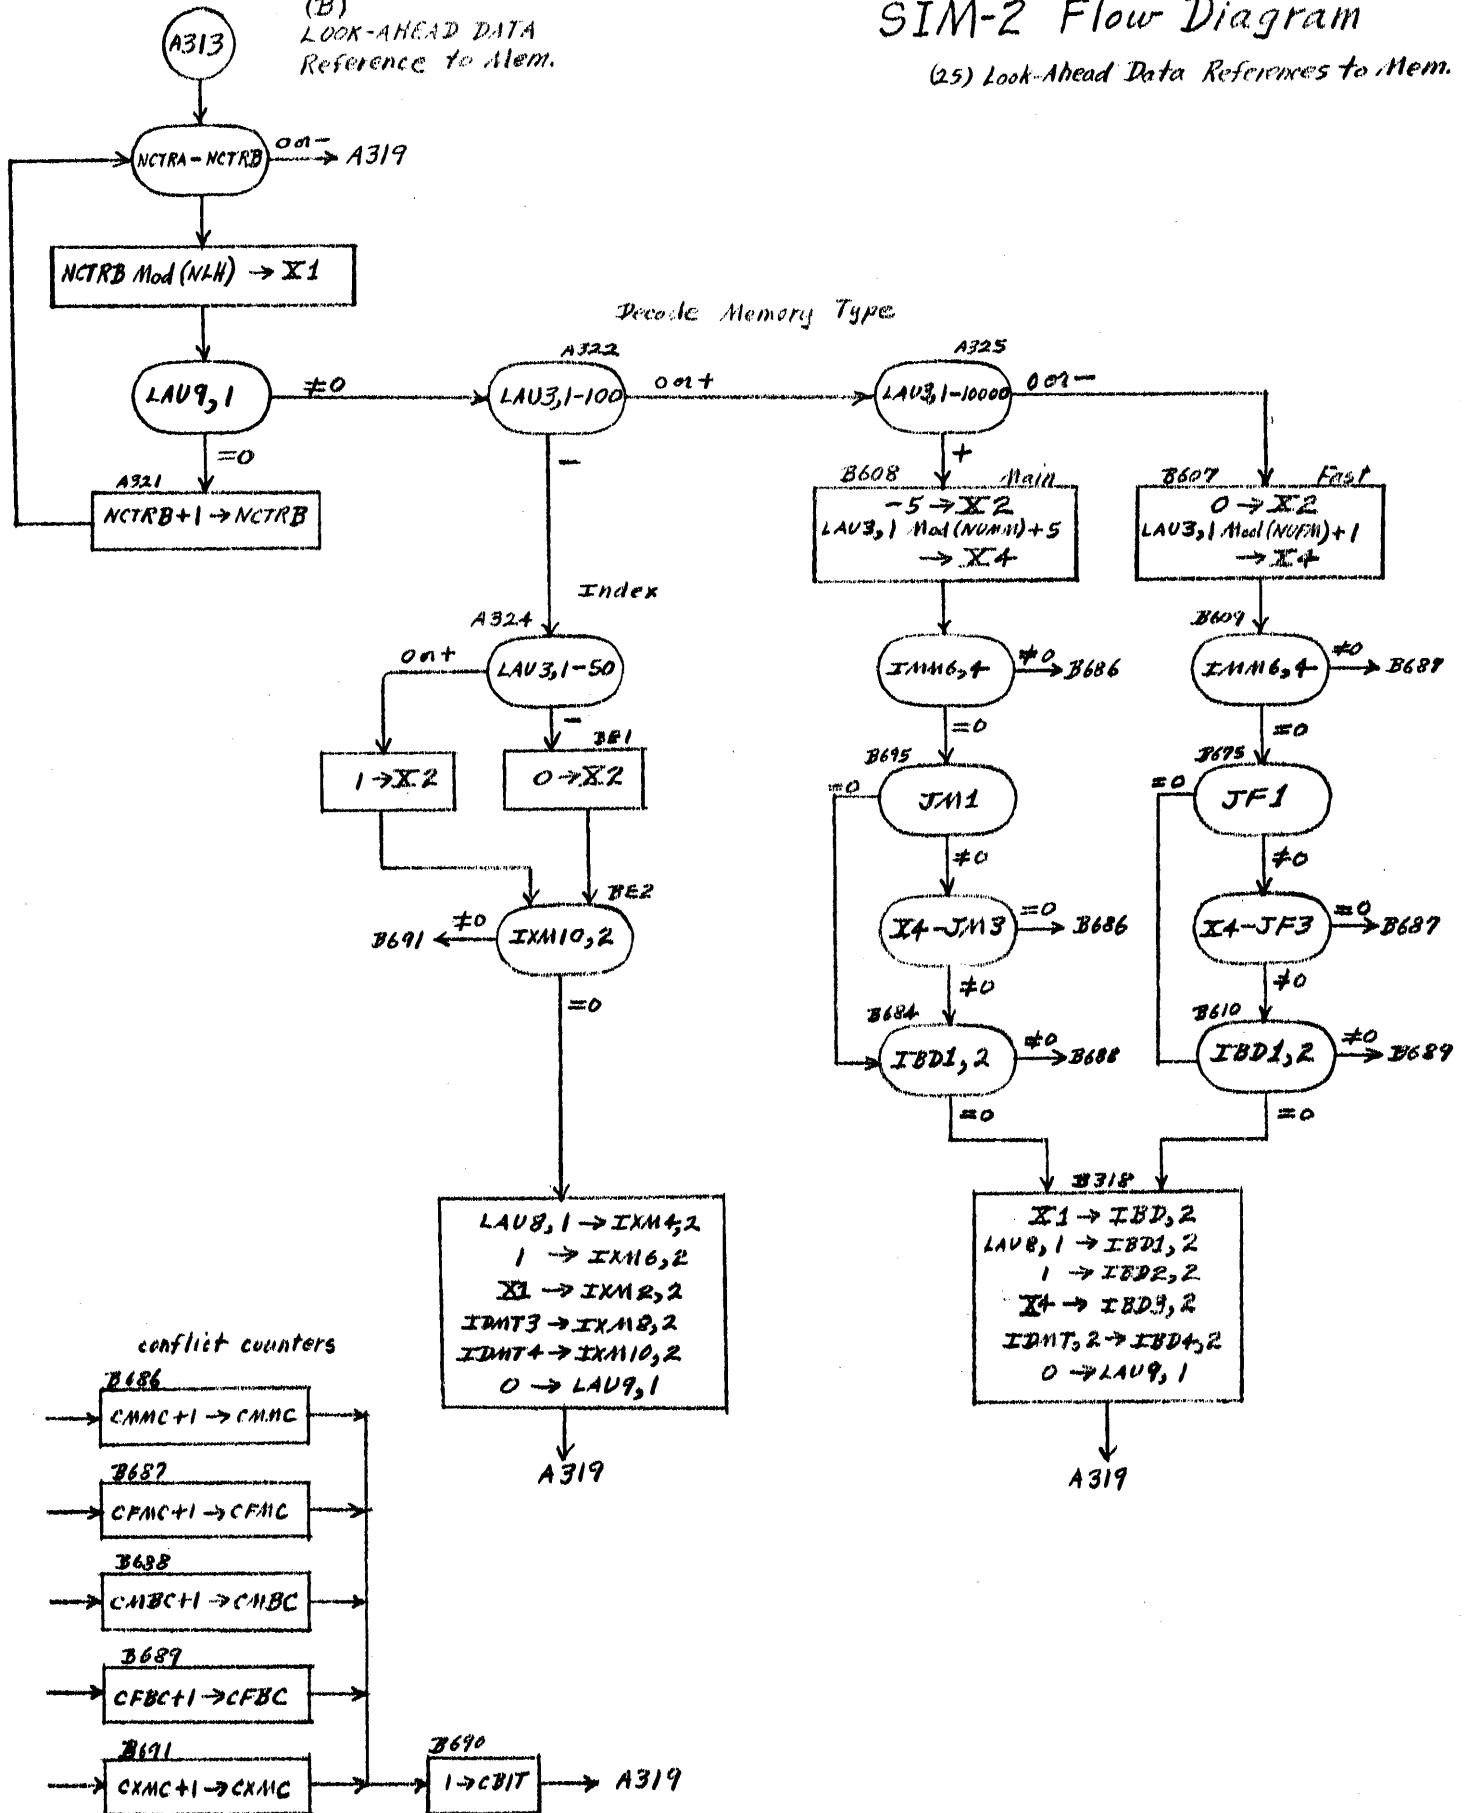 (B)
LOOK-AHEAD DATA
Reference to Mem.
SIM-2 Flow Diagram
(25) Look-Ahead Data References to Mem.
A313
NCTRA-NCTRB
0 or -
A319
NCTRB Mod (NLH) → X1
Decode Memory Type
LAU9,1
≠0
A322
LAU3,1-100
0 or +
A325
LAU3,1-10000
0 or -
=0
-
+
A321
NCTRB+1 → NCTRB
B608
Main
-5 → X2
LAU3,1 Mod (NUMM)+5
→ X4
B607
Fast
0 → X2
LAU3,1 Mod (NUFM)+1
→ X4
Index
A324
LAU3,1-50
0 or +
-
1 → X2
BE1
0 → X2
BE2
IXM10,2
≠0
B691
=0
IMM6,4
≠0
B686
=0
B695
JM1
=0
≠0
X4-JM3
=0
B686
≠0
B684
IBD1,2
≠0
B688
=0
B609
IMM6,4
≠0
B687
=0
B675
JF1
=0
≠0
X4-JF3
=0
B687
≠0
B610
IBD1,2
≠0
B689
=0
LAU8,1 → IXM4,2
1 → IXM6,2
X1 → IXM2,2
IDMT3 → IXM8,2
IDMT4 → IXM10,2
0 → LAU9,1
A319
B318
X1 → IBD,2
LAU8,1 → IBD1,2
1 → IBD2,2
X4 → IBD3,2
IDMT,2 → IBD4,2
0 → LAU9,1
A319
conflict counters
B686
CMMC+1 → CMMC
B687
CFMC+1 → CFMC
B688
CMBC+1 → CMBC
B689
CFBC+1 → CFBC
B691
CXMC+1 → CXMC
B690
1 → CBIT
A319